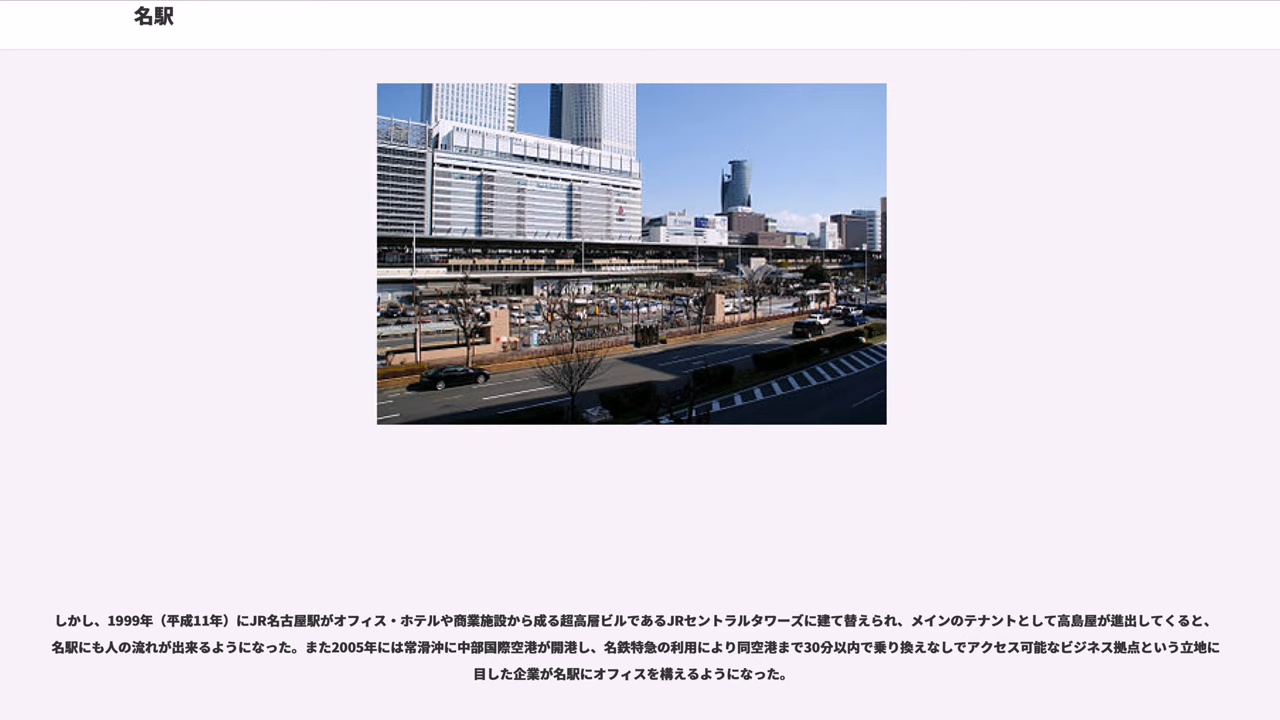 名駅
しかし、1999年（平成11年）にJR名古屋駅がオフィス・ホテルや商業施設から成る超高層ビルであるJRセントラルタワーズに建て替えられ、メインのテナントとして高島屋が進出してくると、
名駅にも人の流れが出来るようになった。また2005年には常滑沖に中部国際空港が開港し、名鉄特急の利用により同空港まで30分以内で乗り換えなしでアクセス可能なビジネス拠点という立地に
目した企業が名駅にオフィスを構えるようになった。